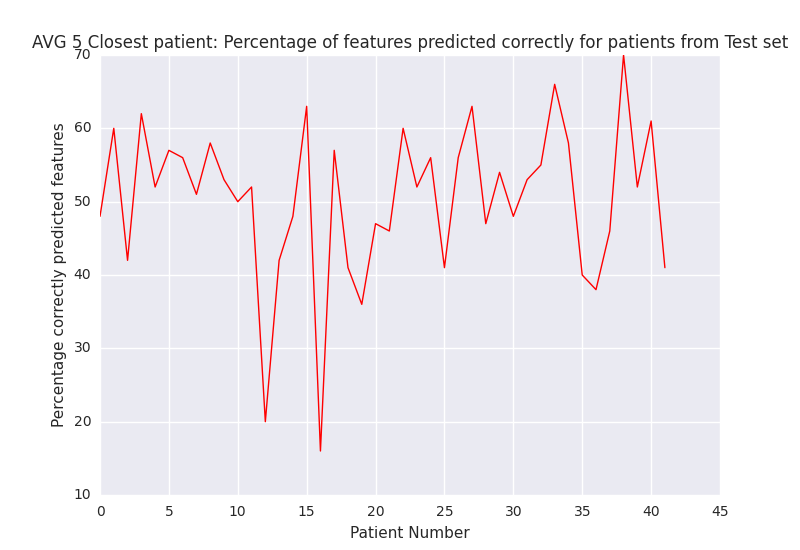 AVG 5 Closest patient: Percentage of features predicted correctly for patients from Test set
70
60
50
40
30
20
10
Percentage correctly predicted features
0 5 10 15 20 25 30 35 40 45
Patient Number